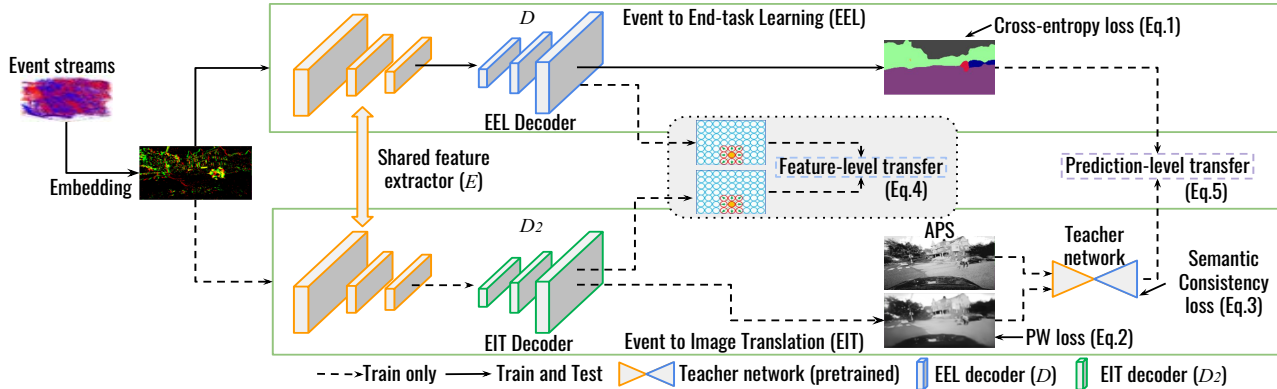 D
Event to End-task Learning (EEL)
Cross-entropy loss (Eq.1)
Event streams
EEL Decoder
Embedding
Shared feature
extractor (E)
Feature-level transfer
(Eq.4)
Prediction-level transfer
(Eq.5)
D2
APS
Teacher
network
Semantic
Consistency
loss (Eq.3)
EIT Decoder
Event to Image Translation (EIT)
PW loss (Eq.2)
Train only
Train and Test
Teacher network (pretrained)
EEL decoder (D)
EIT decoder (D2)